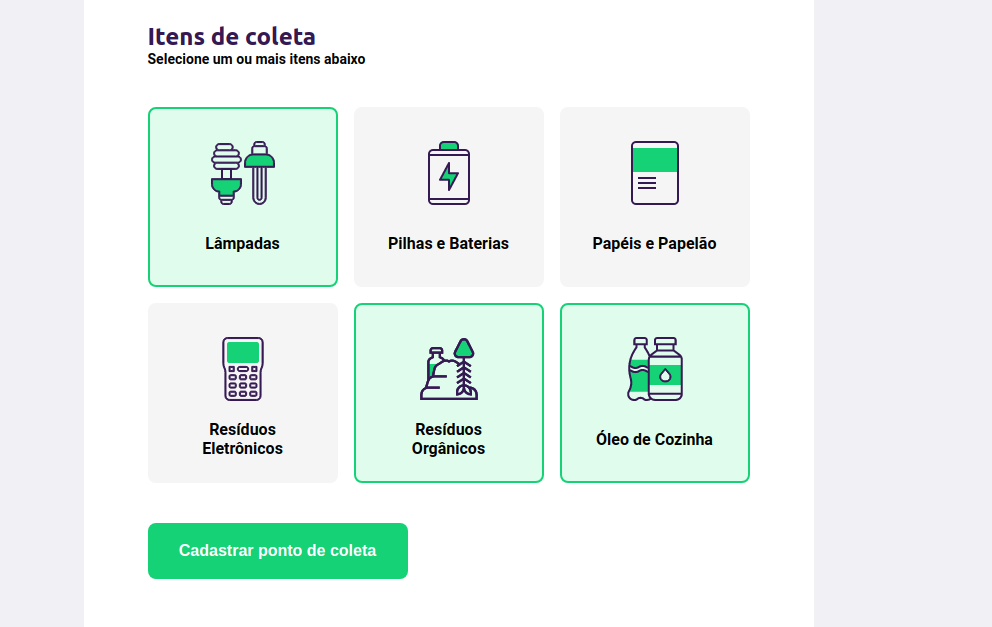 Itens de coleta
Selecione um ou mais itens abaixo
Lâmpadas
Pilhas e Baterias
Papéis e Papelão
Resíduos
Eletrônicos
Resíduos
Orgânicos
Óleo de Cozinha
Cadastrar ponto de coleta